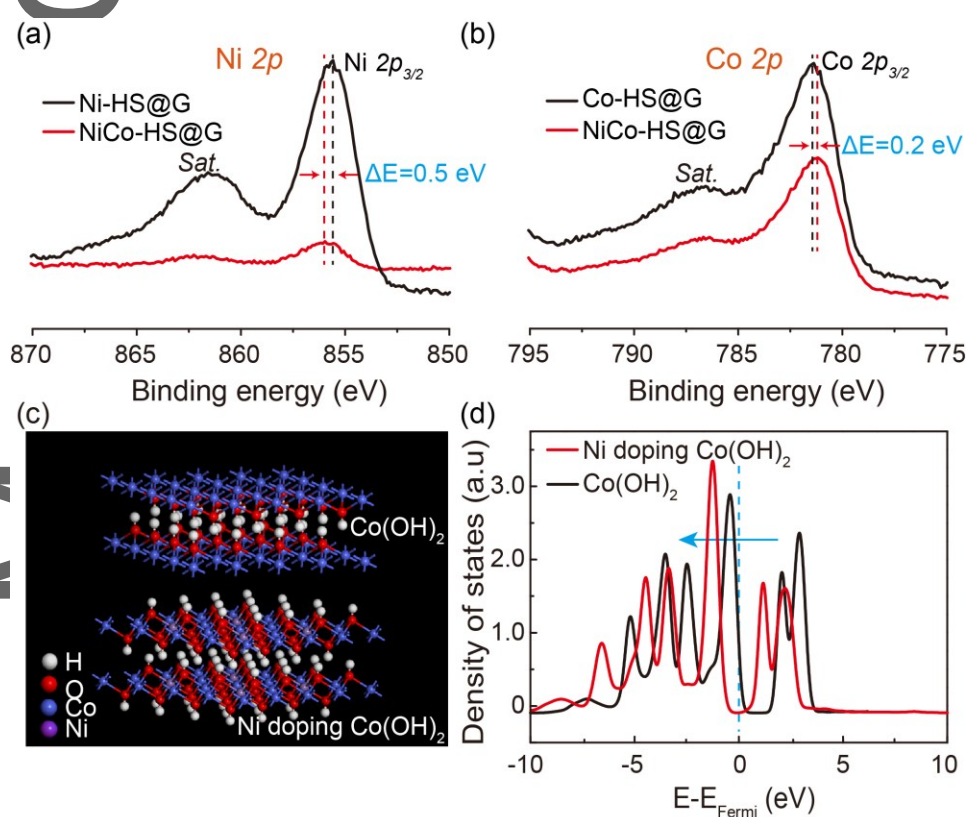 (a)
Ni 2p
Ni 2p3/2
Ni-HS@G
NiCo-HS@G
Sat.
ΔE=0.5 eV
870 865 860 855 850
Binding energy (eV)
(b)
Co 2p
Co 2p3/2
Co-HS@G
NiCo-HS@G
Sat.
ΔE=0.2 eV
795 790 785 780 775
Binding energy (eV)
(c)
Co(OH)2
H
O
Co
Ni
Ni doping Co(OH)2
(d)
Ni doping Co(OH)2
Co(OH)2
Density of states (a.u)
3.0
2.0
1.0
0
-10 -5 0 5 10
E-EFermi (eV)